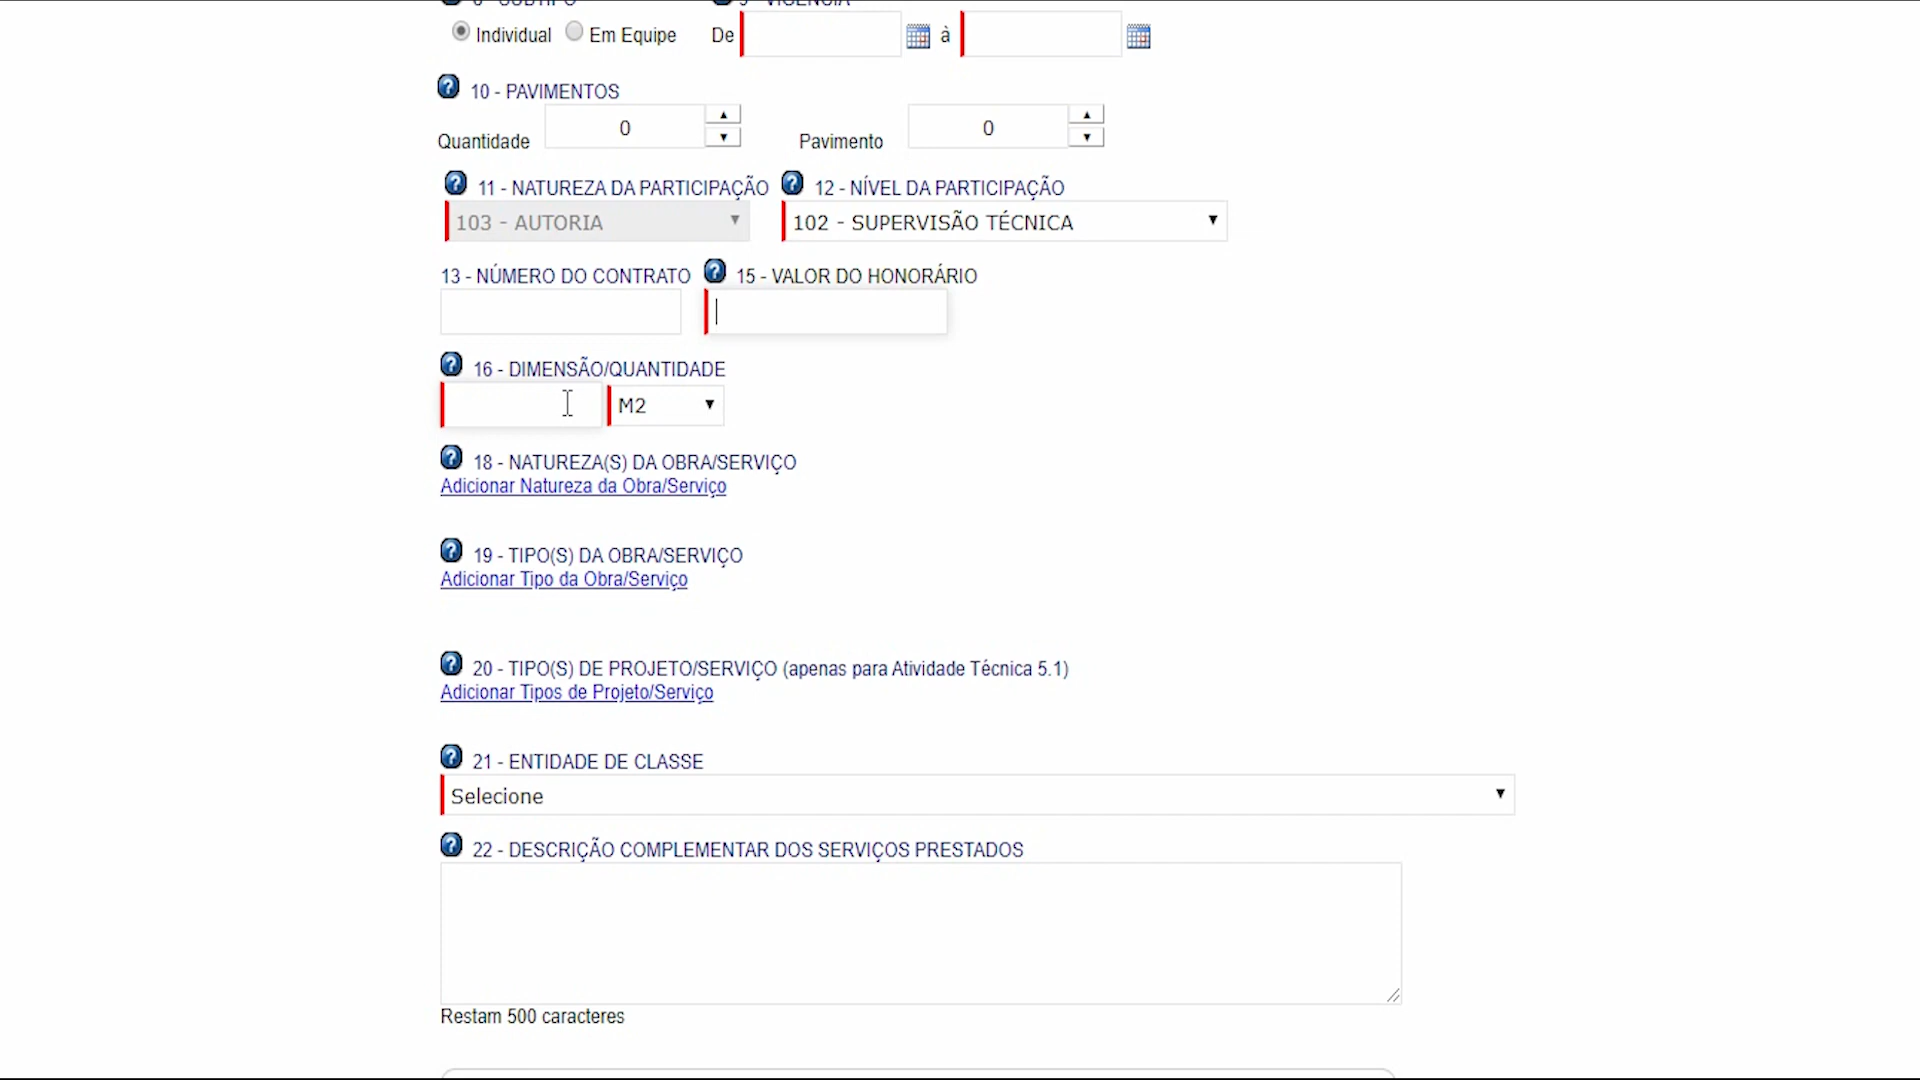 Individual Em Equipe De à
10 - PAVIMENTOS
Quantidade 0 Pavimento 0
11 - NATUREZA DA PARTICIPAÇÃO 12 - NÍVEL DA PARTICIPAÇÃO
103 - AUTORIA 102 - SUPERVISÃO TÉCNICA
13 - NÚMERO DO CONTRATO 15 - VALOR DO HONORÁRIO
16 - DIMENSÃO/QUANTIDADE
M2
18 - NATUREZA(S) DA OBRA/SERVIÇO
Adicionar Natureza da Obra/Serviço
19 - TIPO(S) DA OBRA/SERVIÇO
Adicionar Tipo da Obra/Serviço
20 - TIPO(S) DE PROJETO/SERVIÇO (apenas para Atividade Técnica 5.1)
Adicionar Tipos de Projeto/Serviço
21 - ENTIDADE DE CLASSE
Selecione
22 - DESCRIÇÃO COMPLEMENTAR DOS SERVIÇOS PRESTADOS
Restam 500 caracteres